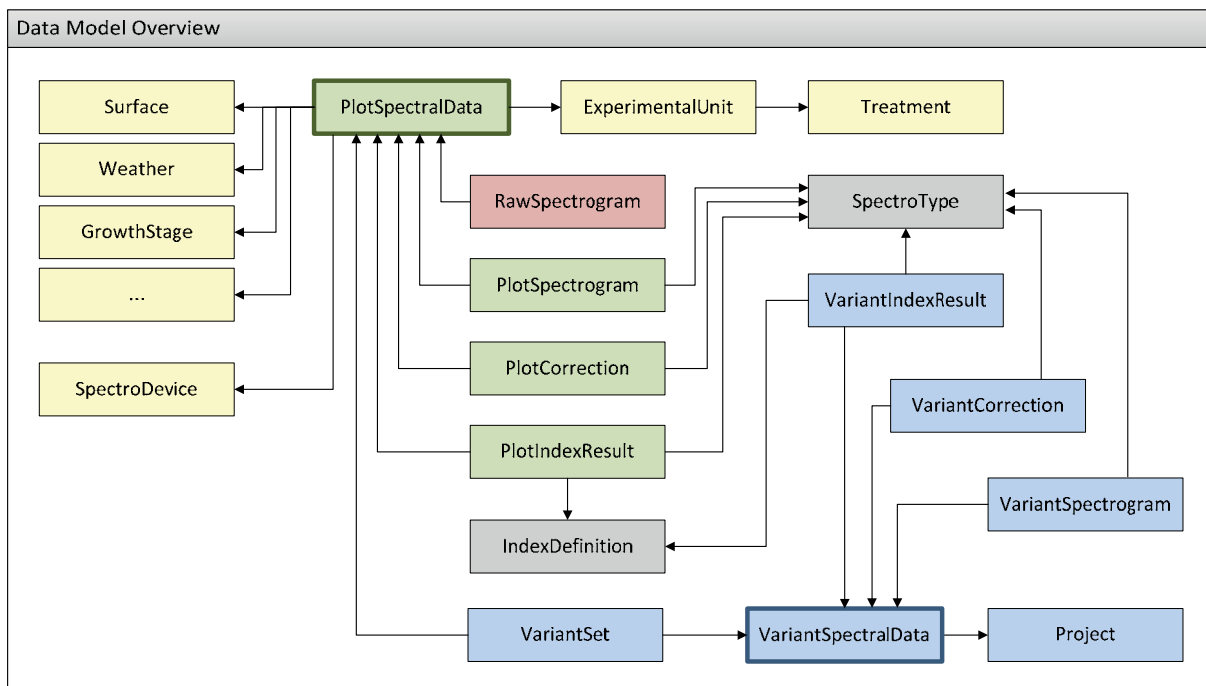 Data Model Overview
Surface
PlotSpectralData
ExperimentalUnit
Treatment
Weather
RawSpectrogram
SpectroType
GrowthStage
PlotSpectrogram
VariantIndexResult
...
SpectroDevice
PlotCorrection
VariantCorrection
PlotIndexResult
VariantSpectrogram
IndexDefinition
VariantSet
VariantSpectralData
Project